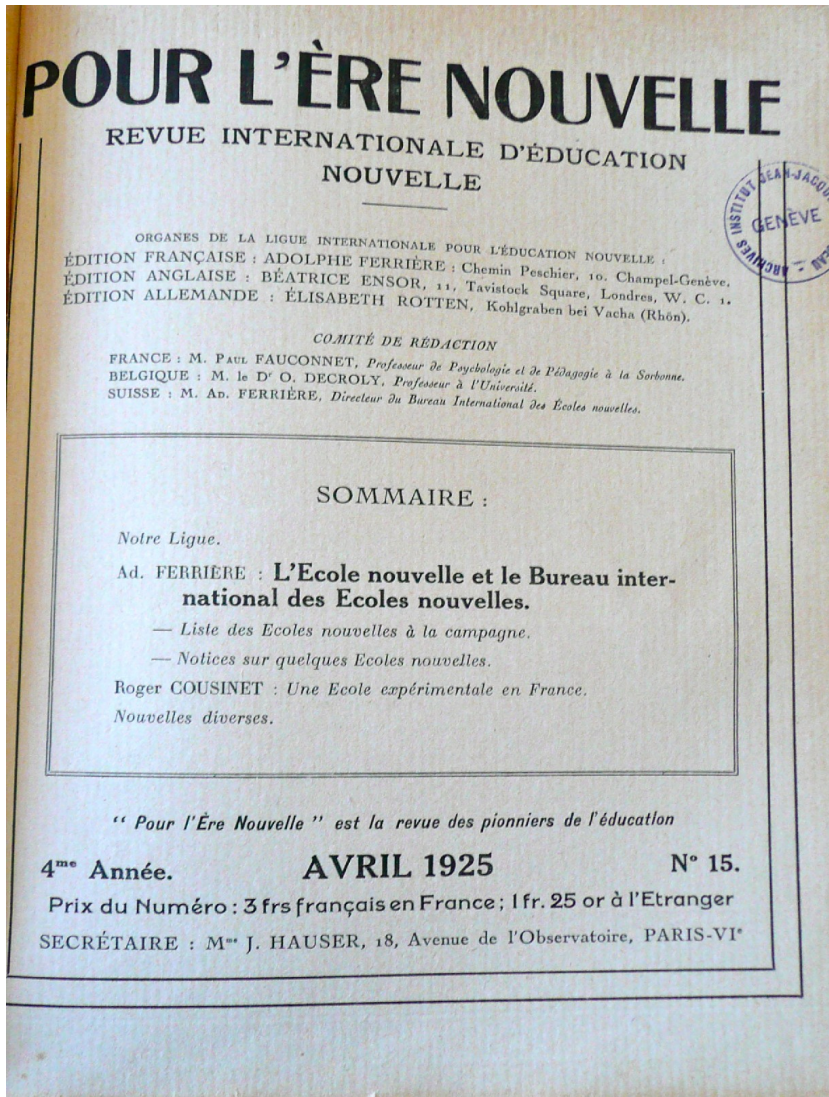 POUR L'ÈRE NOUVELLE
REVUE INTERNATIONALE D'ÉDUCATION
NOUVELLE
ORGANES DE LA LIGUE INTERNATIONALE POUR L'ÉDUCATION NOUVELLE :
ÉDITION FRANÇAISE : ADOLPHE FERRIÈRE : Chemin Peschier, 10. Champel-Genève.
ÉDITION ANGLAISE : BÉATRICE ENSOR, 11, Tavistock Square, Londres, W. C. 1.
ÉDITION ALLEMANDE : ÉLISABETH ROTTEN, Kohlgraben bei Vacha (Rhön).
COMITÉ DE RÉDACTION
FRANCE : M. PAUL FAUCONNET, Professeur de Psychologie et de Pédagogie à la Sorbonne.
BELGIQUE : M. le Dr O. DECROLY, Professeur à l'Université.
SUISSE : M. AD. FERRIÈRE, Directeur du Bureau International des Écoles nouvelles.
ARCHIVES INSTITUT JEAN-JACQU
EAU
GENÈVE
SOMMAIRE :
Notre Ligue.
Ad. FERRIÈRE : L'Ecole nouvelle et le Bureau inter-
national des Ecoles nouvelles.
— Liste des Ecoles nouvelles à la campagne.
— Notices sur quelques Ecoles nouvelles.
Roger COUSINET : Une Ecole expérimentale en France.
Nouvelles diverses.
“ Pour l'Ère Nouvelle ” est la revue des pionniers de l'éducation
4me Année. AVRIL 1925 N° 15.
Prix du Numéro : 3 frs français en France ; 1 fr. 25 or à l'Etranger
SECRÉTAIRE : Mme J. HAUSER, 18, Avenue de l'Observatoire, PARIS-VIe